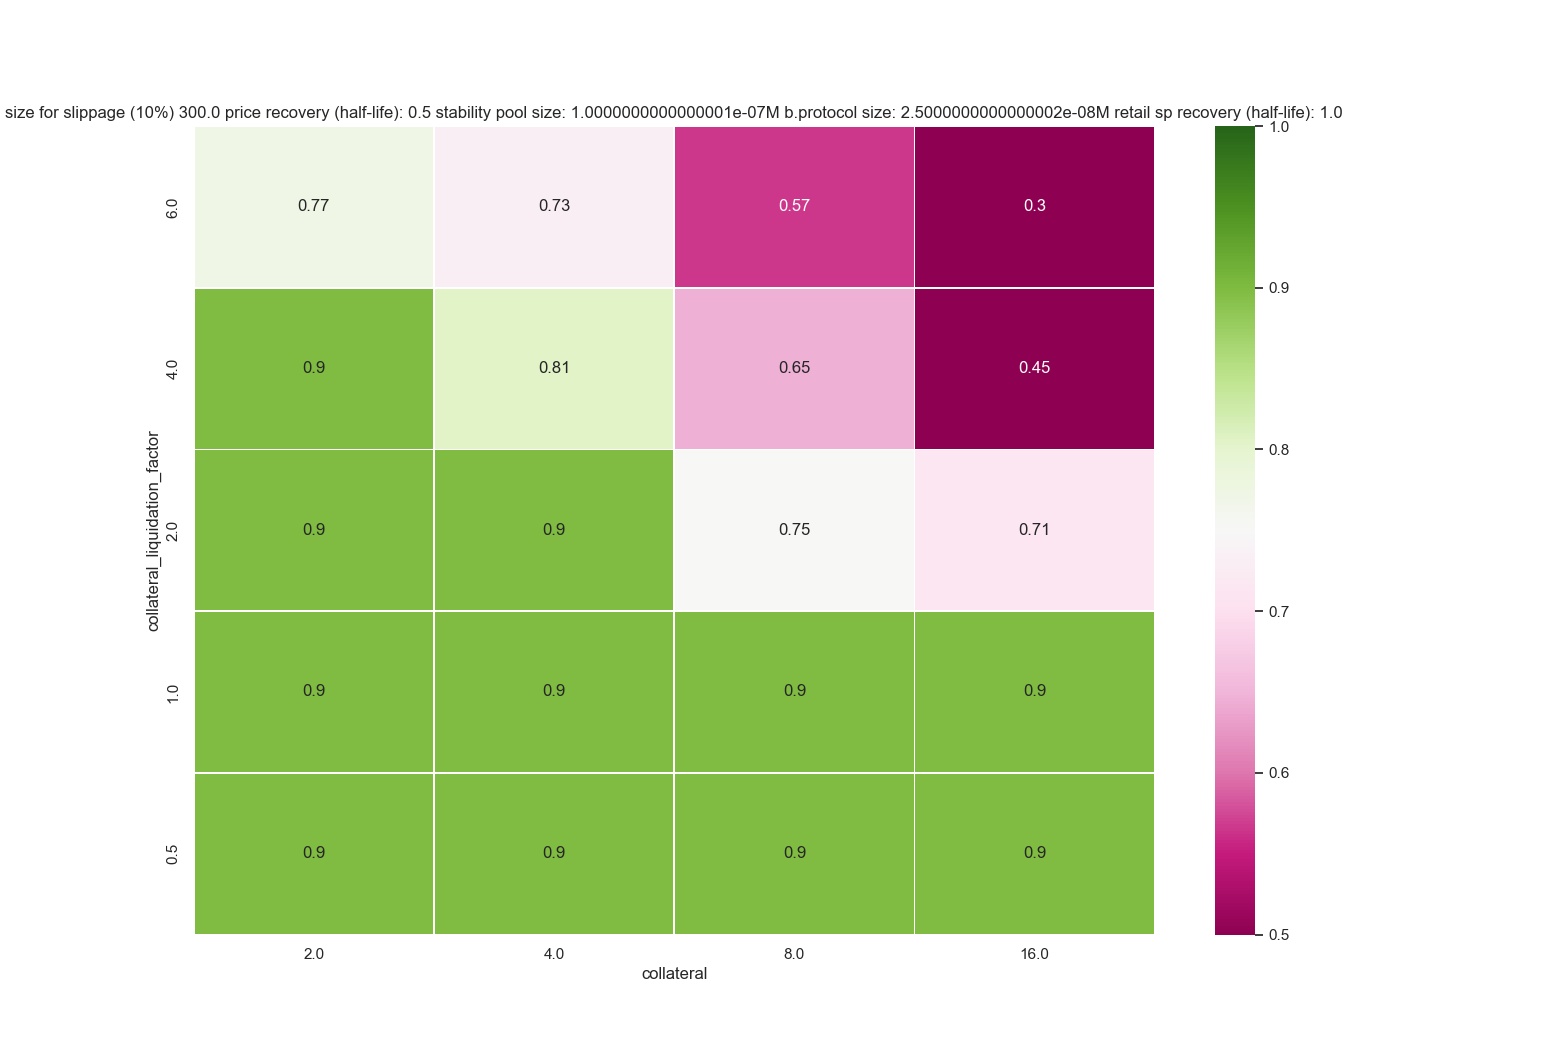 size for slippage (10%) 300.0 price recovery (half-life): 0.5 stability pool size: 1.0000000000000001e-07M b.protocol size: 2.5000000000000002e-08M retail sp recovery (half-life): 1.0
collateral_liquidation_factor
6.0 0.77 0.73 0.57 0.3
4.0 0.9 0.81 0.65 0.45
2.0 0.9 0.9 0.75 0.71
1.0 0.9 0.9 0.9 0.9
0.5 0.9 0.9 0.9 0.9
2.0 4.0 8.0 16.0
collateral
1.0
0.9
0.8
0.7
0.6
0.5